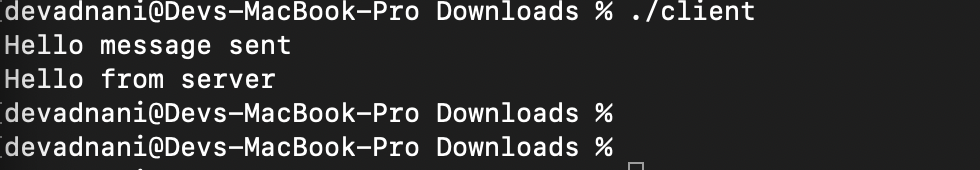 [devadnani@Devs-MacBook-Pro Downloads % ./client
Hello message sent
Hello from server
[devadnani@Devs-MacBook-Pro Downloads %
[devadnani@Devs-MacBook-Pro Downloads %